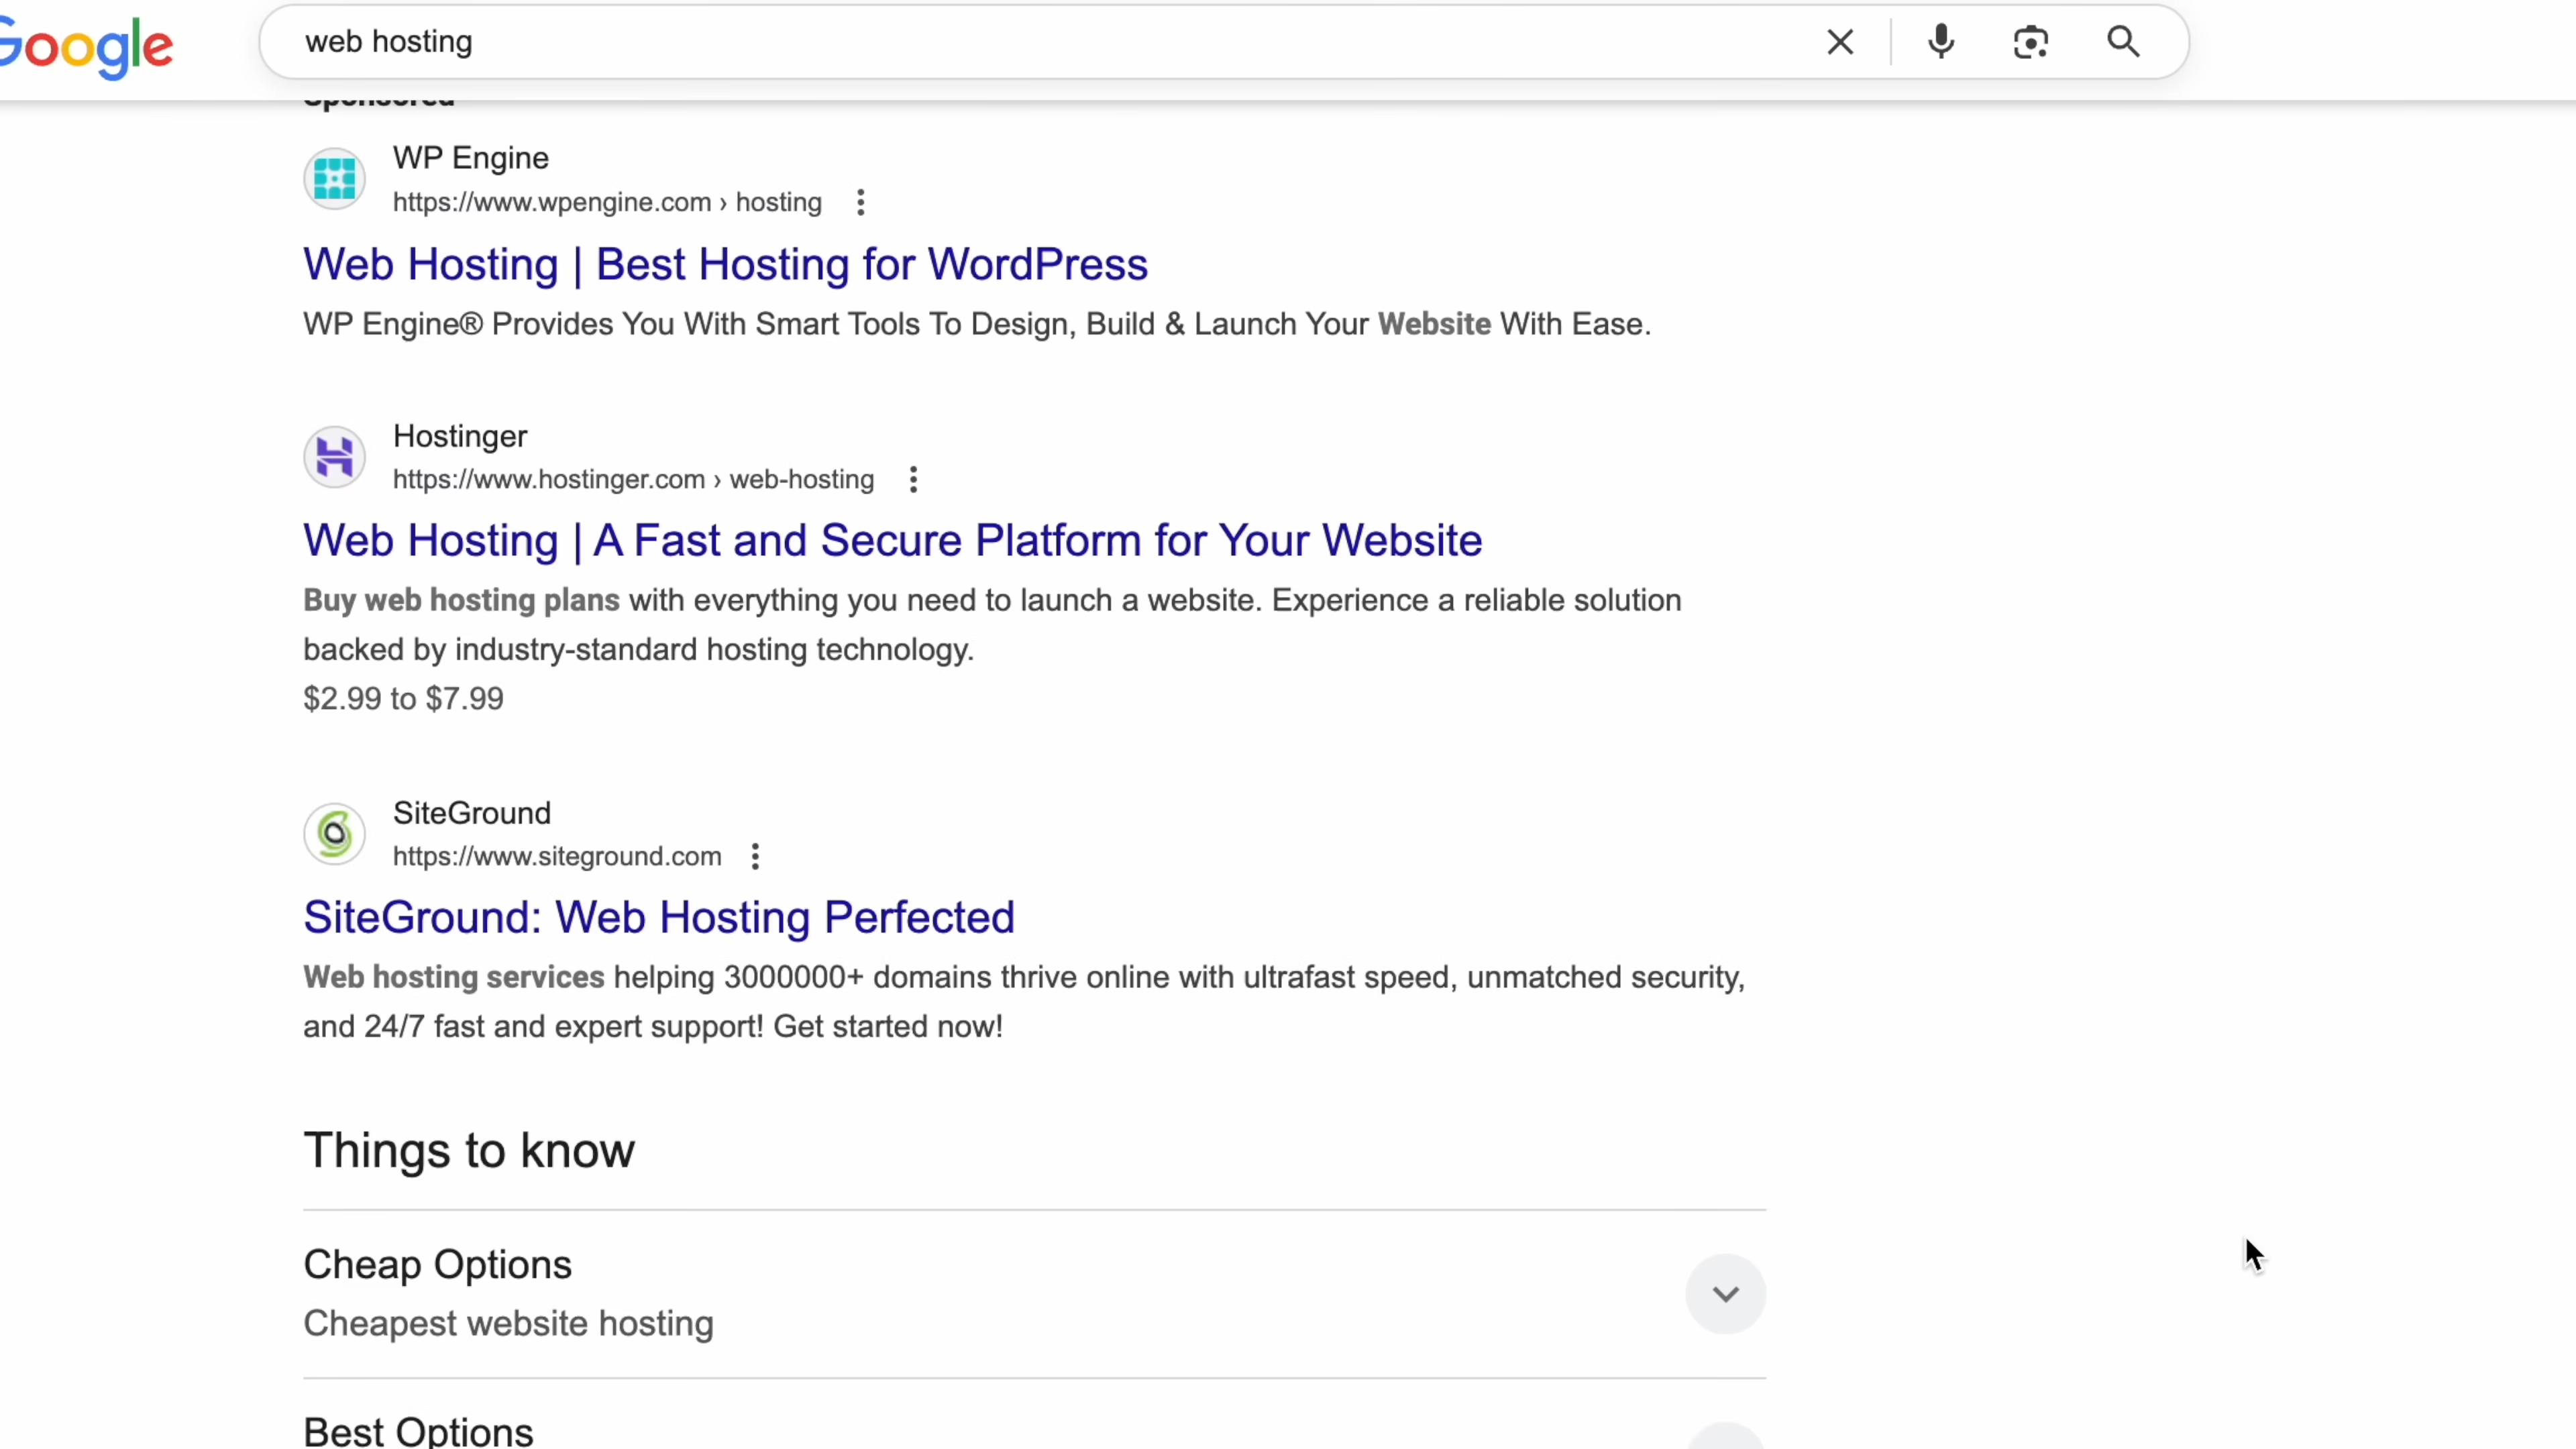 Google
web hosting
Sponsored
WP Engine
https://www.wpengine.com › hosting
Web Hosting | Best Hosting for WordPress
WP Engine® Provides You With Smart Tools To Design, Build & Launch Your Website With Ease.
Hostinger
https://www.hostinger.com › web-hosting
Web Hosting | A Fast and Secure Platform for Your Website
Buy web hosting plans with everything you need to launch a website. Experience a reliable solution
backed by industry-standard hosting technology.
$2.99 to $7.99
SiteGround
https://www.siteground.com
SiteGround: Web Hosting Perfected
Web hosting services helping 3000000+ domains thrive online with ultrafast speed, unmatched security,
and 24/7 fast and expert support! Get started now!
Things to know
Cheap Options
Cheapest website hosting
Best Options